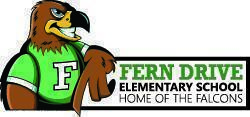 F
FERN DRIVE
ELEMENTARY SCHOOL
HOME OF THE FALCONS